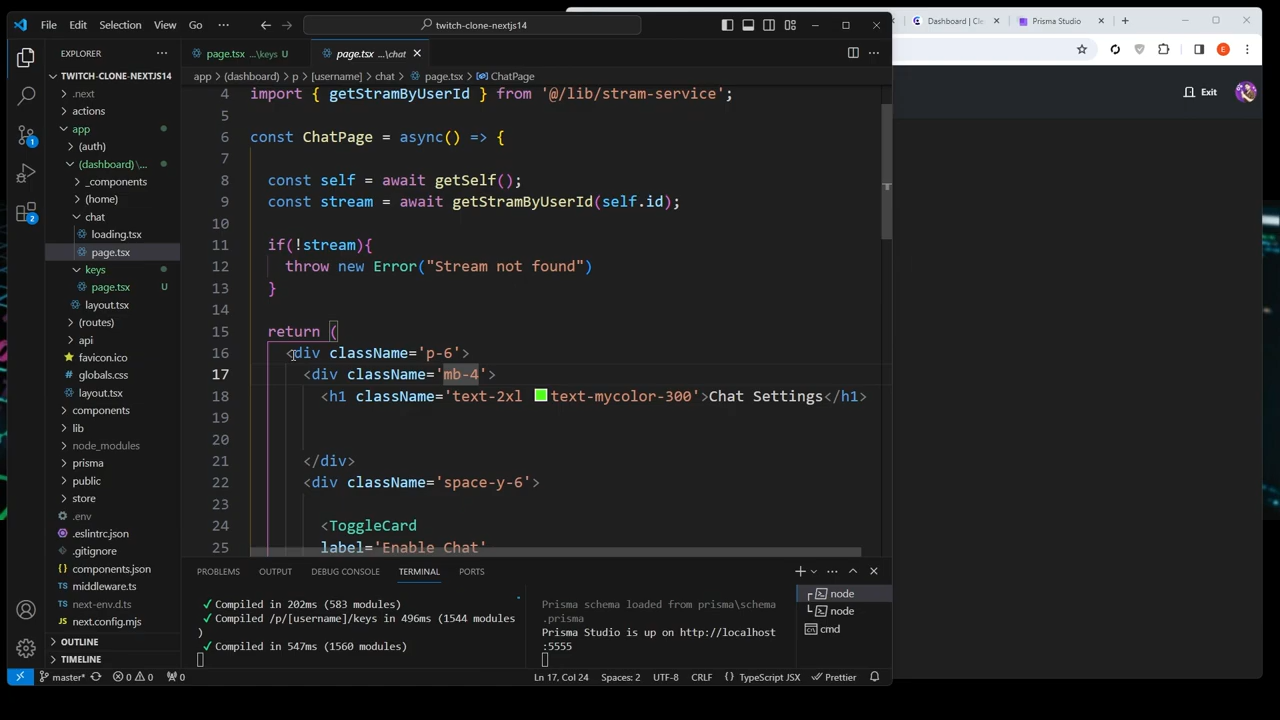 File Edit Selection View Go ··· twitch-clone-nextjs14
Dashboard | Cle Prisma Studio
E
Exit
EXPLORER ···
page.tsx ...\keys U
page.tsx ...\chat
TWITCH-CLONE-NEXTJS14
.next
actions
app
(auth)
(dashboard) \...
_components
(home)
chat
loading.tsx
page.tsx
keys
page.tsx U
layout.tsx
(routes)
api
favicon.ico
globals.css
layout.tsx
components
lib
node_modules
prisma
public
store
.env
.eslintrc.json
.gitignore
components.json
middleware.ts
next-env.d.ts
next.config.mjs
OUTLINE
TIMELINE
1
2
app > (dashboard) > p > [username] > chat > page.tsx > ChatPage
4 import { getStramByUserId } from '@/lib/stram-service';
5
6 const ChatPage = async() => {
7
8 const self = await getSelf();
9 const stream = await getStramByUserId(self.id);
10
11 if(!stream){
12 throw new Error("Stream not found")
13 }
14
15 return (
16 <div className='p-6'>
17 <div className='mb-4'>
18 <h1 className='text-2xl text-mycolor-300'>Chat Settings</h1>
19
20
21 </div>
22 <div className='space-y-6'>
23
24 <ToggleCard
25 label='Enable Chat'
PROBLEMS OUTPUT DEBUG CONSOLE TERMINAL PORTS
✓ Compiled in 202ms (583 modules)
✓ Compiled /p/[username]/keys in 496ms (1544 modules
)
✓ Compiled in 547ms (1560 modules)
Prisma schema loaded from prisma\schema
.prisma
Prisma Studio is up on http://localhost
:5555
node
node
cmd
master* 0 0 0 Ln 17, Col 24 Spaces: 2 UTF-8 CRLF { } TypeScript JSX Prettier